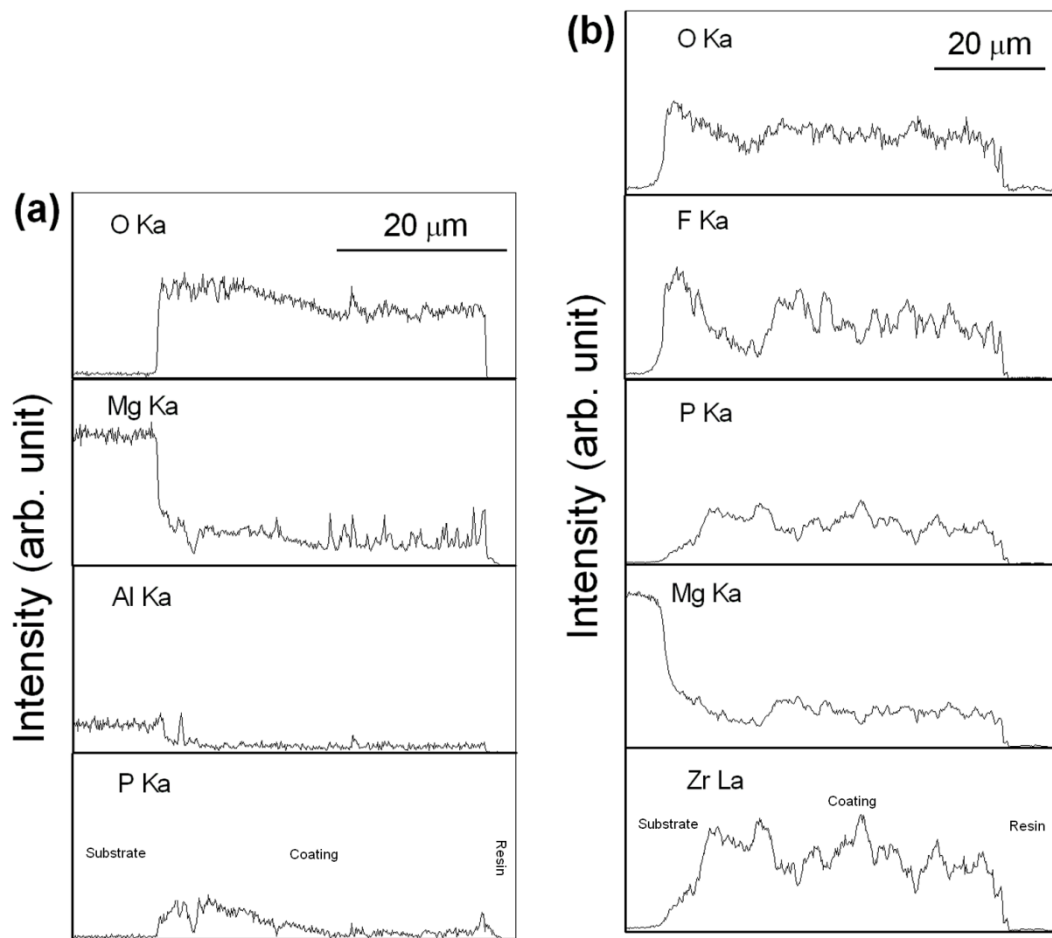 (a)
O Ka
20 μm
Mg Ka
Al Ka
P Ka
Substrate
Coating
Resin
Intensity (arb. unit)
(b)
O Ka
20 μm
F Ka
P Ka
Mg Ka
Zr La
Substrate
Coating
Resin
Intensity (arb. unit)